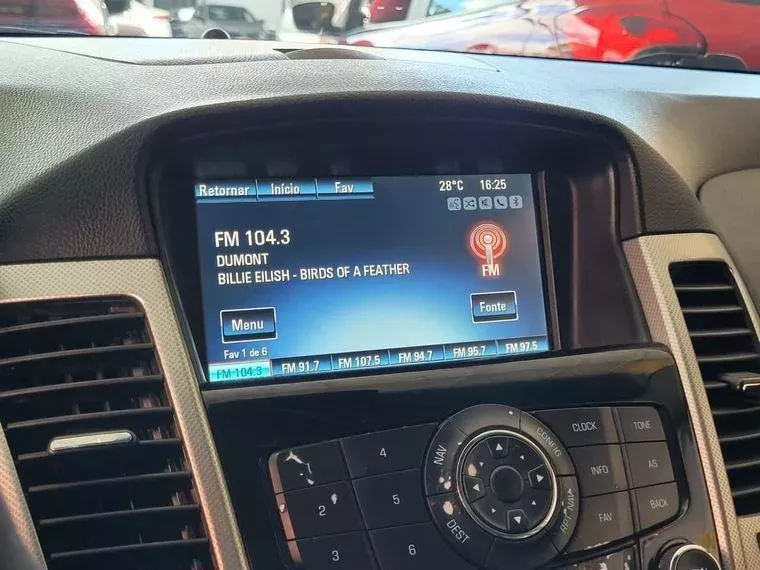 Retornar Início Fav 28°C 16:25
FM 104.3
DUMONT
BILLIE EILISH - BIRDS OF A FEATHER
FM
Menu Fonte
Fav 1 de 6
FM 104.3 FM 91.7 FM 107.5 FM 94.7 FM 95.7 FM 97.5
4 NAV CONFIG CLOCK TONE
2 5 INFO AS
DEST RPT NAV FAV BACK
3 6